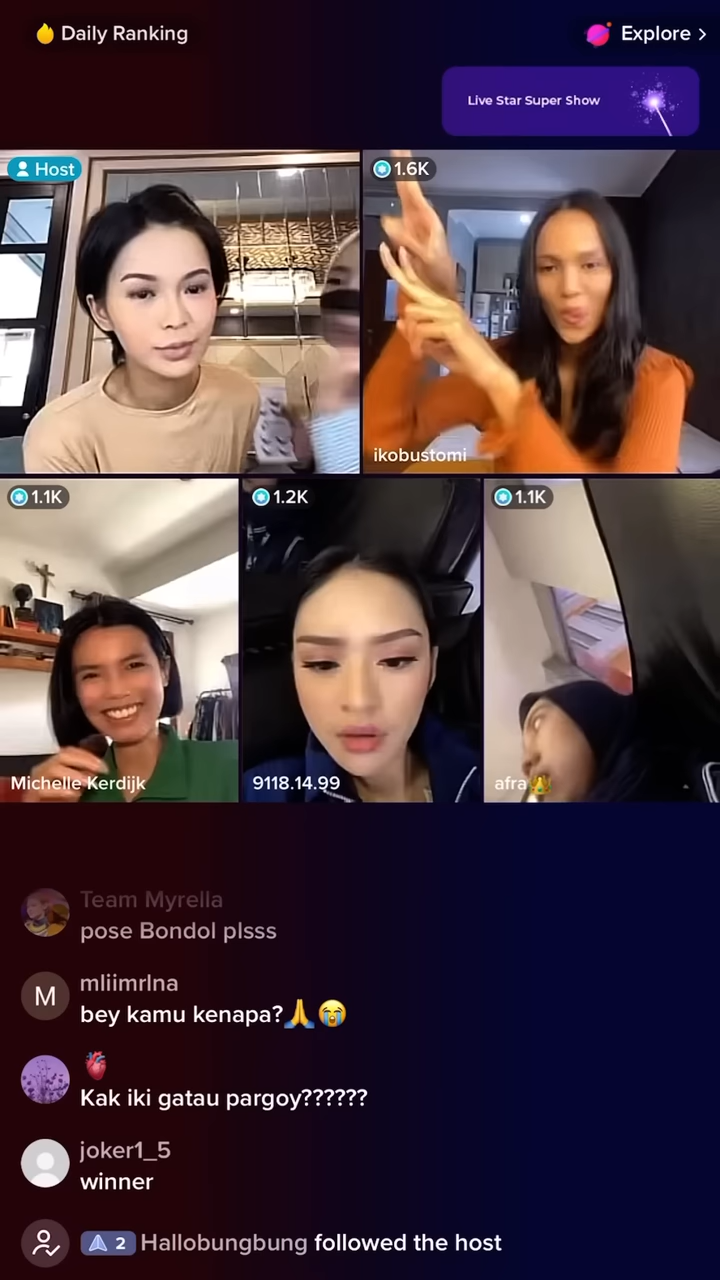 Daily Ranking
Explore >
Live Star Super Show
Host
1.6K
ikobustomi
1.1K
1.2K
1.1K
Michelle Kerdijk
9118.14.99
afra👑
Team Myrella
pose Bondol plsss
M
mliimrlna
bey kamu kenapa?🙏😭
🫀
Kak iki gatau pargoy??????
joker1_5
winner
2 Hallobungbung followed the host